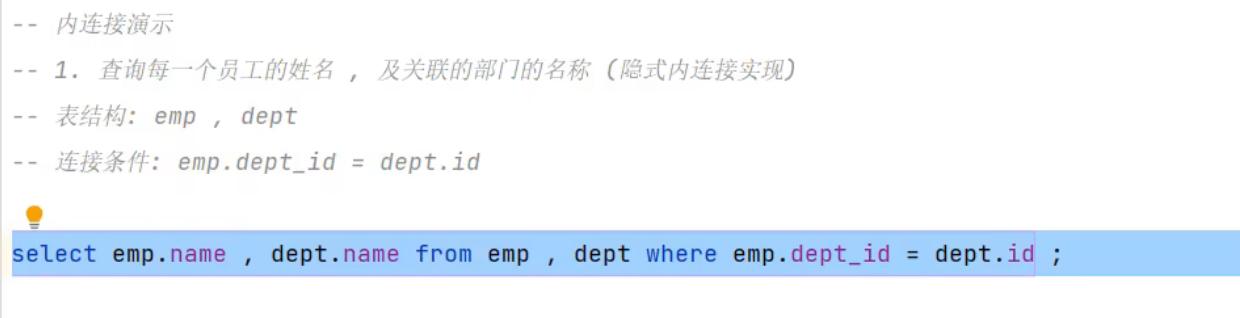 -- 内连接演示
-- 1. 查询每一个员工的姓名 , 及关联的部门的名称 (隐式内连接实现)
-- 表结构: emp , dept
-- 连接条件: emp.dept_id = dept.id
select emp.name , dept.name from emp , dept where emp.dept_id = dept.id ;